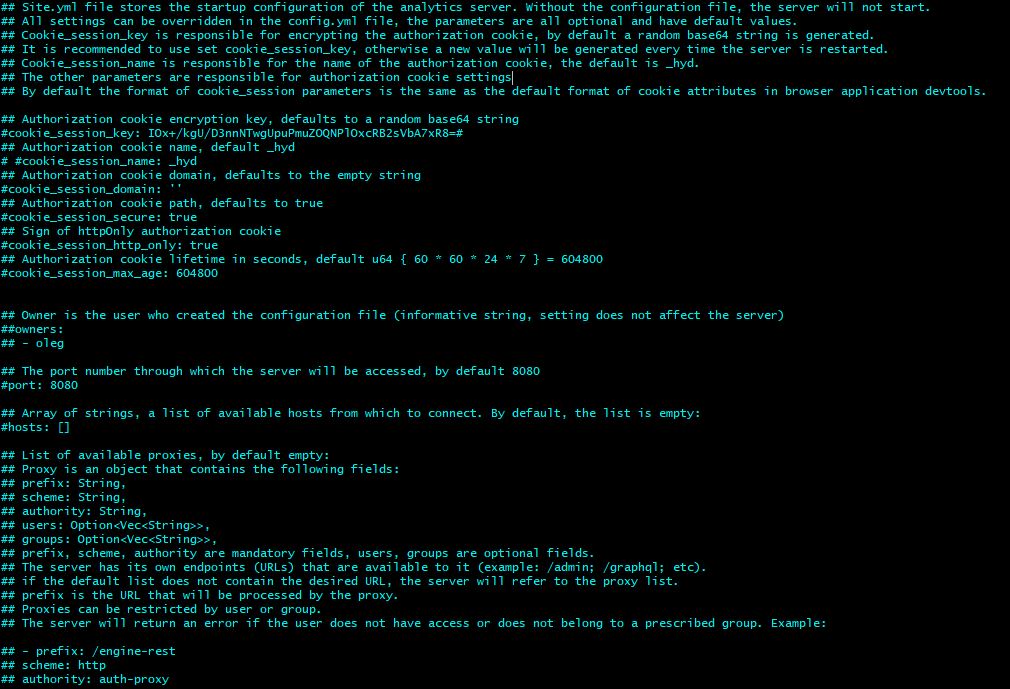 ## Site.yml file stores the startup configuration of the analytics server. Without the configuration file, the server will not start.
## All settings can be overridden in the config.yml file, the parameters are all optional and have default values.
## Cookie_session_key is responsible for encrypting the authorization cookie, by default a random base64 string is generated.
## It is recommended to use set cookie_session_key, otherwise a new value will be generated every time the server is restarted.
## Cookie_session_name is responsible for the name of the authorization cookie, the default is _hyd.
## The other parameters are responsible for authorization cookie settings
## By default the format of cookie_session parameters is the same as the default format of cookie attributes in browser application devtools.
## Authorization cookie encryption key, defaults to a random base64 string
#cookie_session_key: IOx+/kgU/D3nnNTwgUpuPmuZOQNPlOxcRB2sVbA7xR8=#
## Authorization cookie name, default _hyd
# #cookie_session_name: _hyd
## Authorization cookie domain, defaults to the empty string
#cookie_session_domain: ''
## Authorization cookie path, defaults to true
#cookie_session_secure: true
## Sign of httpOnly authorization cookie
#cookie_session_http_only: true
## Authorization cookie lifetime in seconds, default u64 { 60 * 60 * 24 * 7 } = 604800
#cookie_session_max_age: 604800
## Owner is the user who created the configuration file (informative string, setting does not affect the server)
##owners:
## - oleg
## The port number through which the server will be accessed, by default 8080
#port: 8080
## Array of strings, a list of available hosts from which to connect. By default, the list is empty:
#hosts: []
## List of available proxies, by default empty:
## Proxy is an object that contains the following fields:
## prefix: String,
## scheme: String,
## authority: String,
## users: Option<Vec<String>>,
## groups: Option<Vec<String>>,
## prefix, scheme, authority are mandatory fields, users, groups are optional fields.
## The server has its own endpoints (URLs) that are available to it (example: /admin; /graphql; etc).
## if the default list does not contain the desired URL, the server will refer to the proxy list.
## prefix is the URL that will be processed by the proxy.
## Proxies can be restricted by user or group.
## The server will return an error if the user does not have access or does not belong to a prescribed group. Example:
## - prefix: /engine-rest
## scheme: http
## authority: auth-proxy